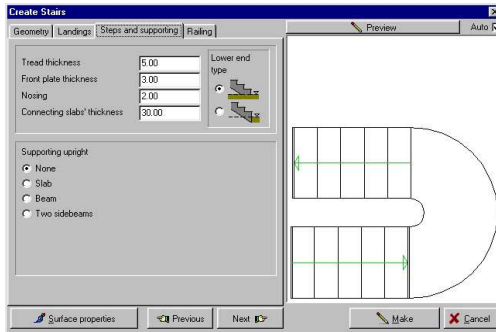 Create Stairs
Geometry Landings Steps and supporting Railing
Preview Auto
Tread thickness 5.00
Front plate thickness 3.00
Nosing 2.00
Connecting slabs' thickness 30.00
Lower end
type
Supporting upright
None
Slab
Beam
Two sidebeams
Surface properties Previous Next Make Cancel